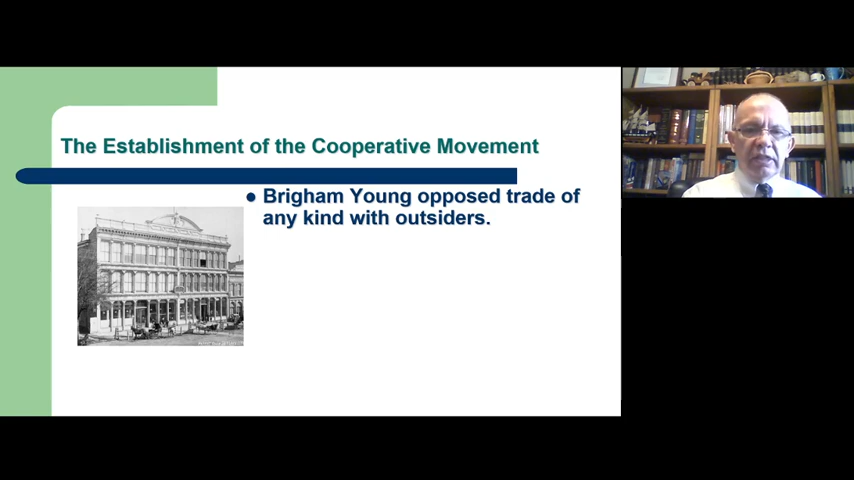 The Establishment of the Cooperative Movement
Brigham Young opposed trade of
any kind with outsiders.